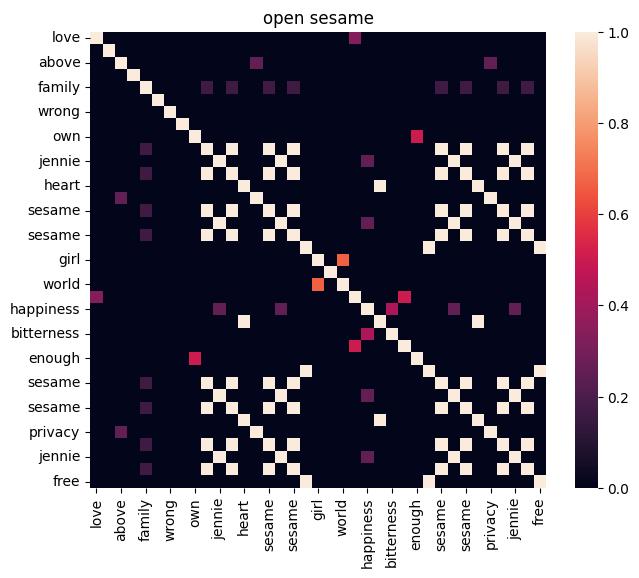 open sesame
love
above
family
wrong
own
jennie
heart
sesame
sesame
girl
world
happiness
bitterness
enough
sesame
sesame
privacy
jennie
free
1.0
0.8
0.6
0.4
0.2
0.0
love
above
family
wrong
own
jennie
heart
sesame
sesame
girl
world
happiness
bitterness
enough
sesame
sesame
privacy
jennie
free